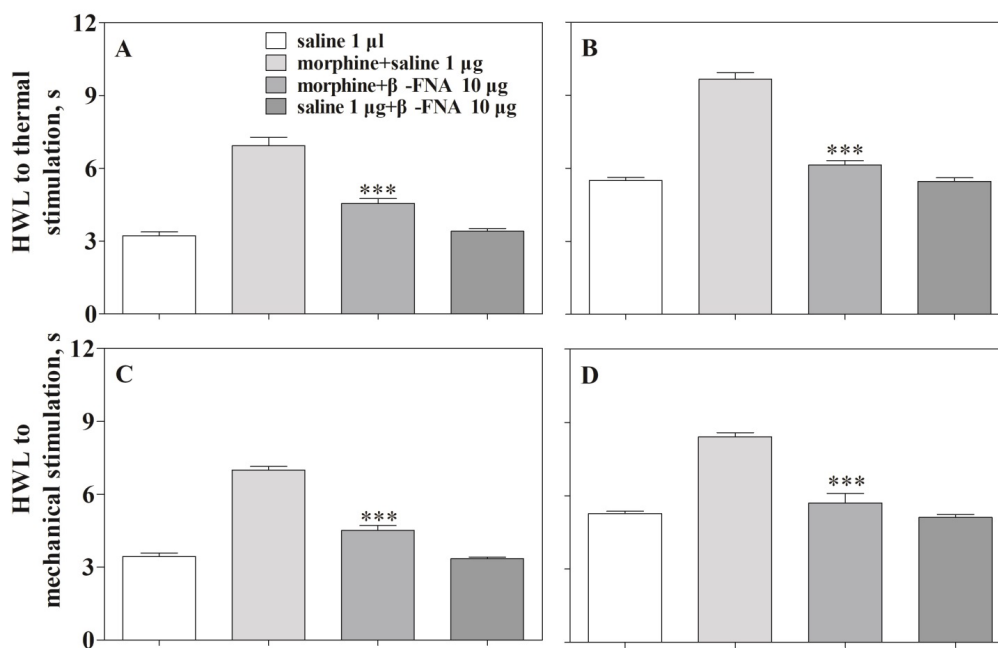 12
9
6
3
0
HWL to thermal
stimulation, s
A
saline 1 µl
morphine+saline 1 µg
morphine+β -FNA 10 µg
saline 1 µg+β -FNA 10 µg
***
B
***
12
9
6
3
0
HWL to
mechanical stimulation, s
C
***
D
***